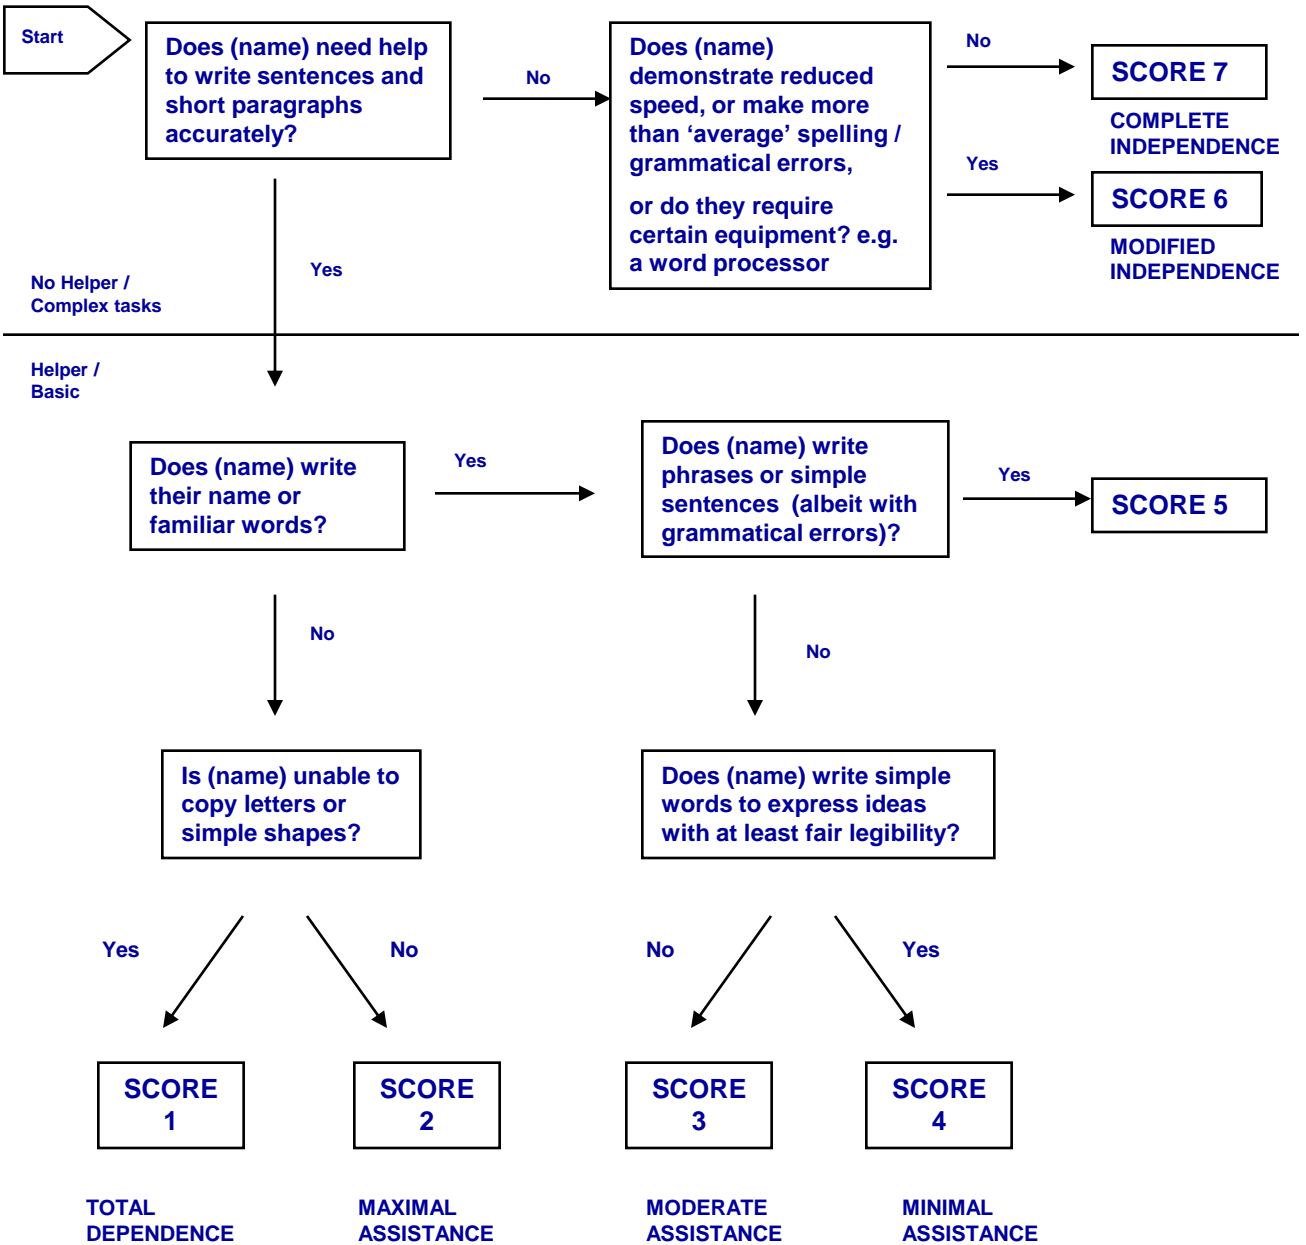 Start
Does (name) need help
to write sentences and
short paragraphs
accurately?
No
Does (name)
demonstrate reduced
speed, or make more
than ‘average’ spelling /
grammatical errors,
or do they require
certain equipment? e.g.
a word processor
No
SCORE 7
COMPLETE
INDEPENDENCE
Yes
SCORE 6
MODIFIED
INDEPENDENCE
Yes
No Helper /
Complex tasks
Helper /
Basic
Does (name) write
their name or
familiar words?
Yes
Does (name) write
phrases or simple
sentences (albeit with
grammatical errors)?
Yes
SCORE 5
No
No
Is (name) unable to
copy letters or
simple shapes?
Does (name) write simple
words to express ideas
with at least fair legibility?
Yes
No
No
Yes
SCORE
1
SCORE
2
SCORE
3
SCORE
4
TOTAL
DEPENDENCE
MAXIMAL
ASSISTANCE
MODERATE
ASSISTANCE
MINIMAL
ASSISTANCE